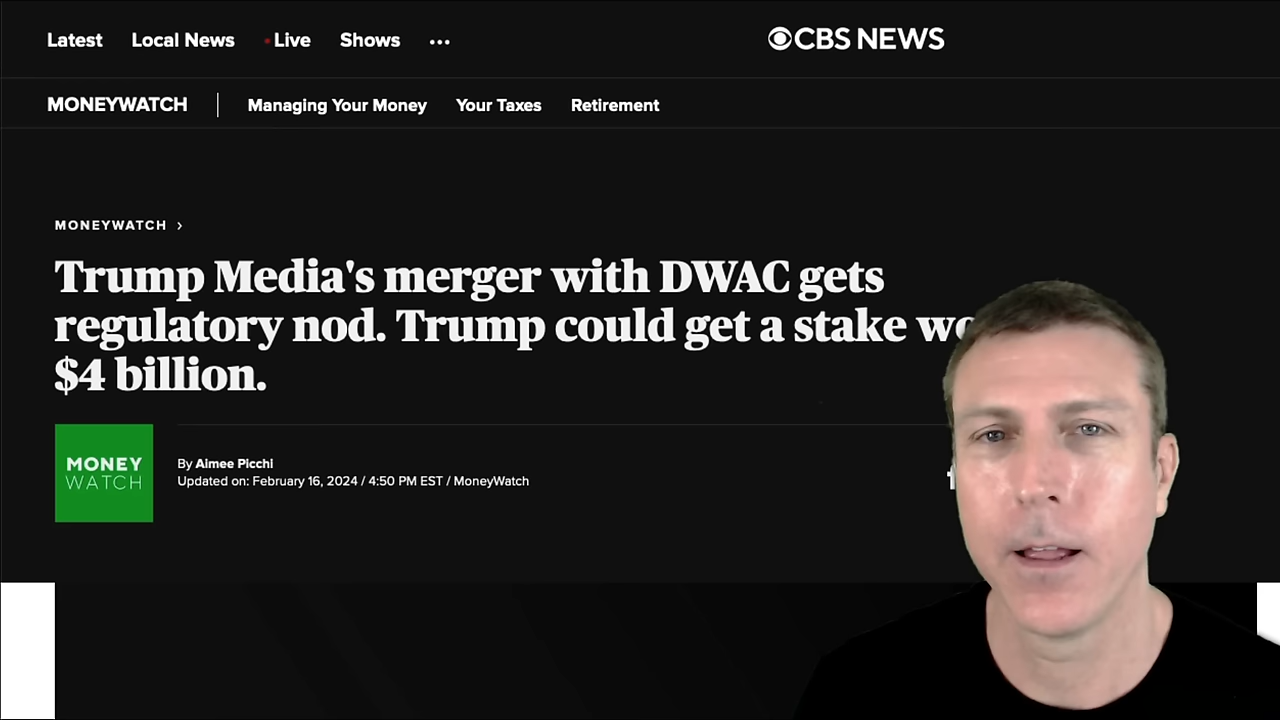 Latest Local News Live Shows ...
CBS NEWS
MONEYWATCH Managing Your Money Your Taxes Retirement
MONEYWATCH >
Trump Media's merger with DWAC gets
regulatory nod. Trump could get a stake
$4 billion.
MONEY
WATCH
By Aimee Picchi
Updated on: February 16, 2024 / 4:50 PM EST / MoneyWatch